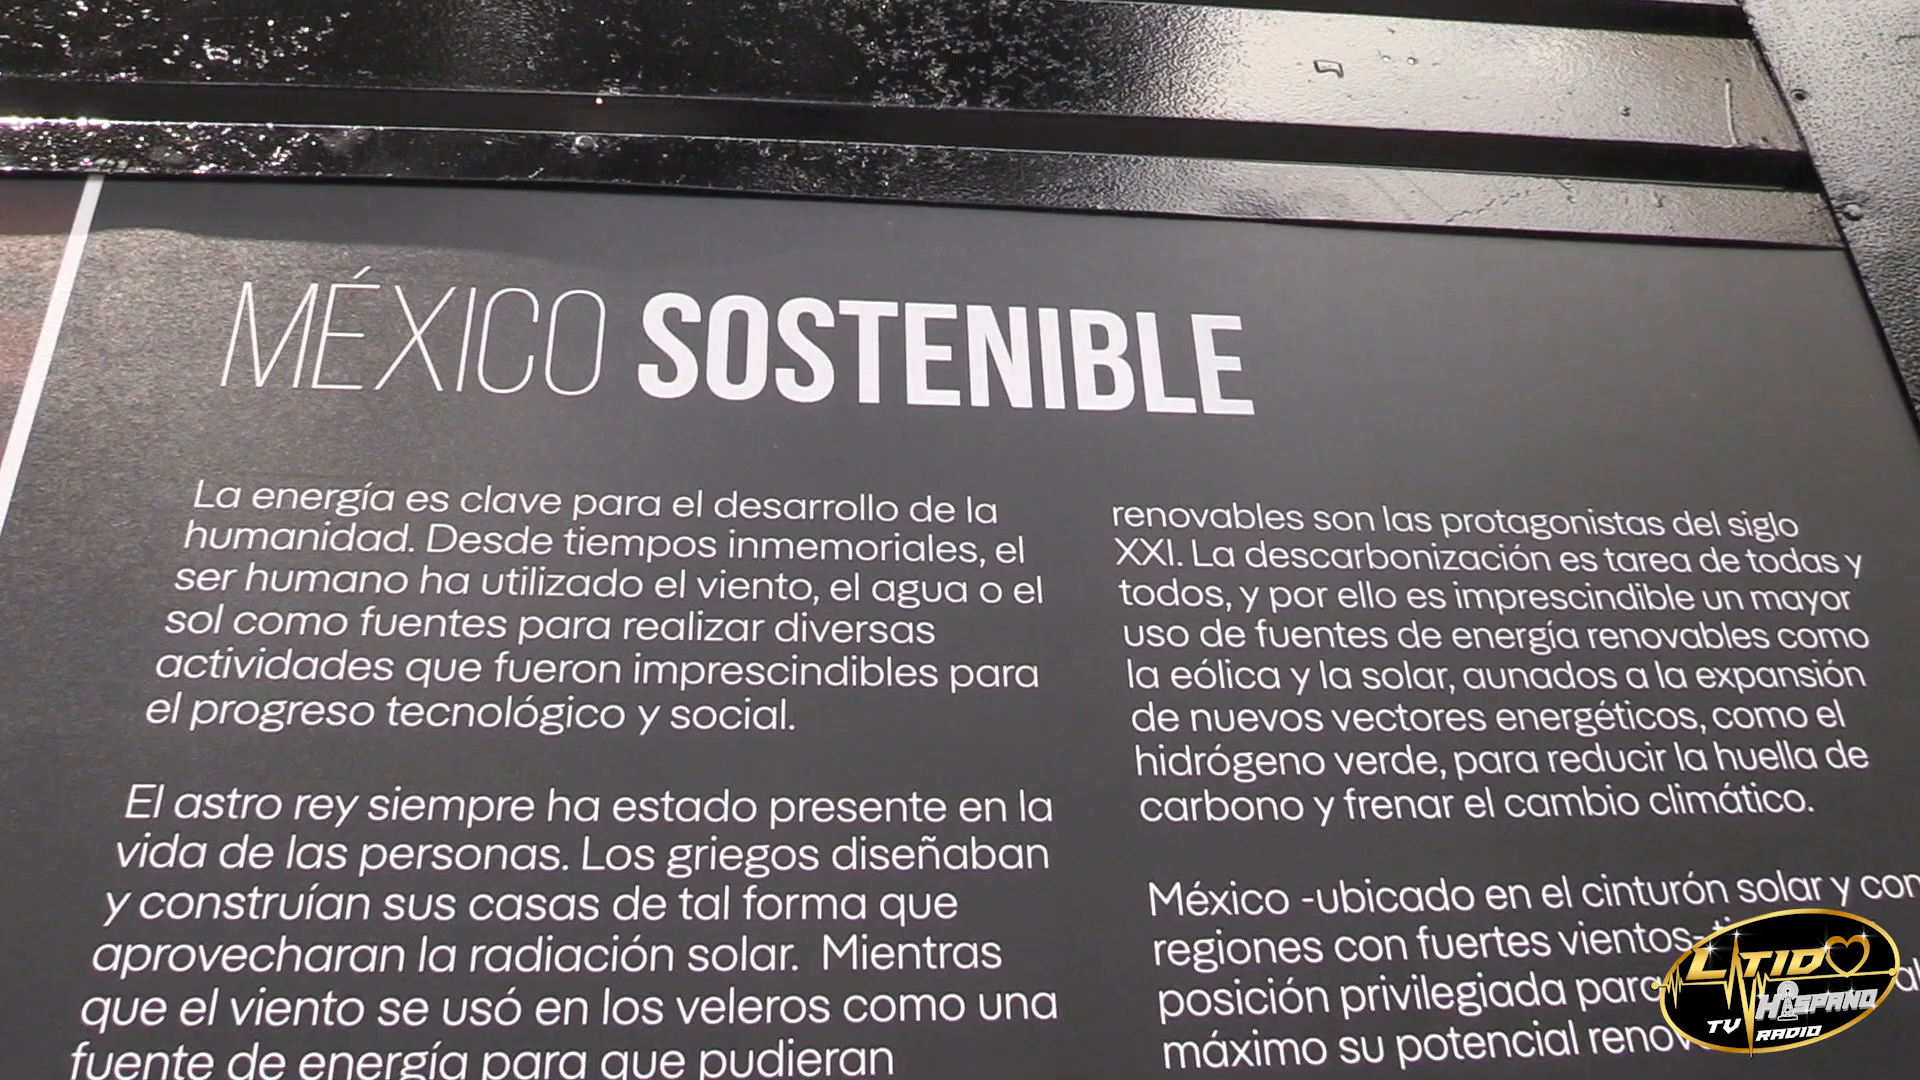 MÉXICO SOSTENIBLE
La energía es clave para el desarrollo de la
humanidad. Desde tiempos inmemoriales, el
ser humano ha utilizado el viento, el agua o el
sol como fuentes para realizar diversas
actividades que fueron imprescindibles para
el progreso tecnológico y social.
El astro rey siempre ha estado presente en la
vida de las personas. Los griegos diseñaban
y construían sus casas de tal forma que
aprovecharan la radiación solar. Mientras
que el viento se usó en los veleros como una
fuente de energía para que pudieran
renovables son las protagonistas del siglo
XXI. La descarbonización es tarea de todas y
todos, y por ello es imprescindible un mayor
uso de fuentes de energía renovables como
la eólica y la solar, aunados a la expansión
de nuevos vectores energéticos, como el
hidrógeno verde, para reducir la huella de
carbono y frenar el cambio climático.
México -ubicado en el cinturón solar y con
regiones con fuertes vientos-
posición privilegiada para
máximo su potencial
LATIDO
HISPANO
TV RADIO